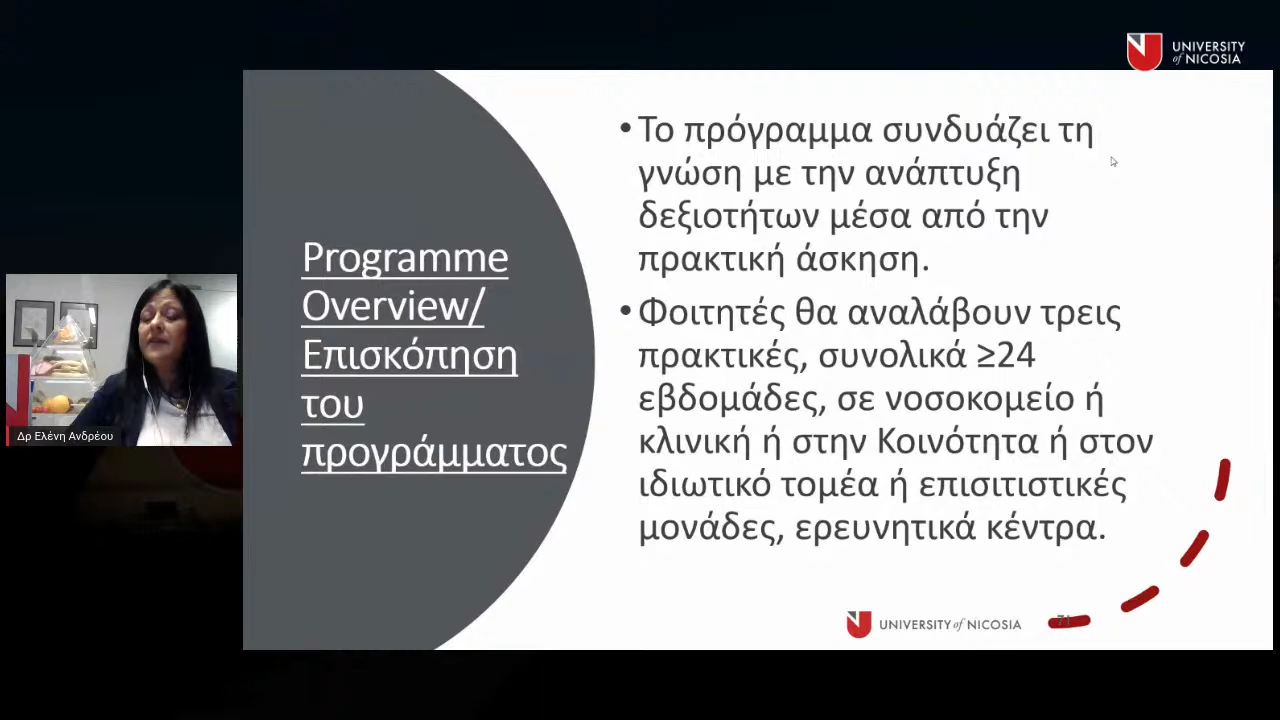 UNIVERSITY
of NICOSIA
Programme
Overview/
Επισκόπηση
του
προγράμματος
• Το πρόγραμμα συνδυάζει τη
γνώση με την ανάπτυξη
δεξιοτήτων μέσα από την
πρακτική άσκηση.
• Φοιτητές θα αναλάβουν τρεις
πρακτικές, συνολικά ≥24
εβδομάδες, σε νοσοκομείο ή
κλινική ή στην Κοινότητα ή στον
ιδιωτικό τομέα ή επισιτιστικές
μονάδες, ερευνητικά κέντρα.
Δρ Ελένη Ανδρέου
UNIVERSITY of NICOSIA
71